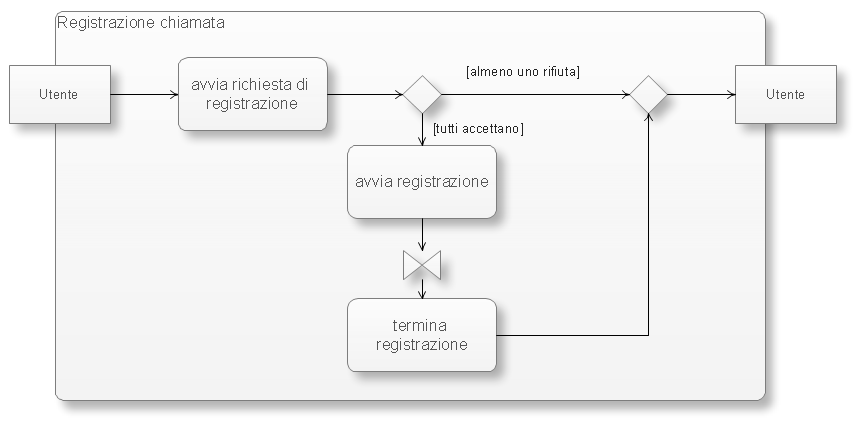 Registrazione chiamata
Utente
avvia richiesta di
registrazione
[almeno uno rifiuta]
Utente
[tutti accettano]
avvia registrazione
termina
registrazione